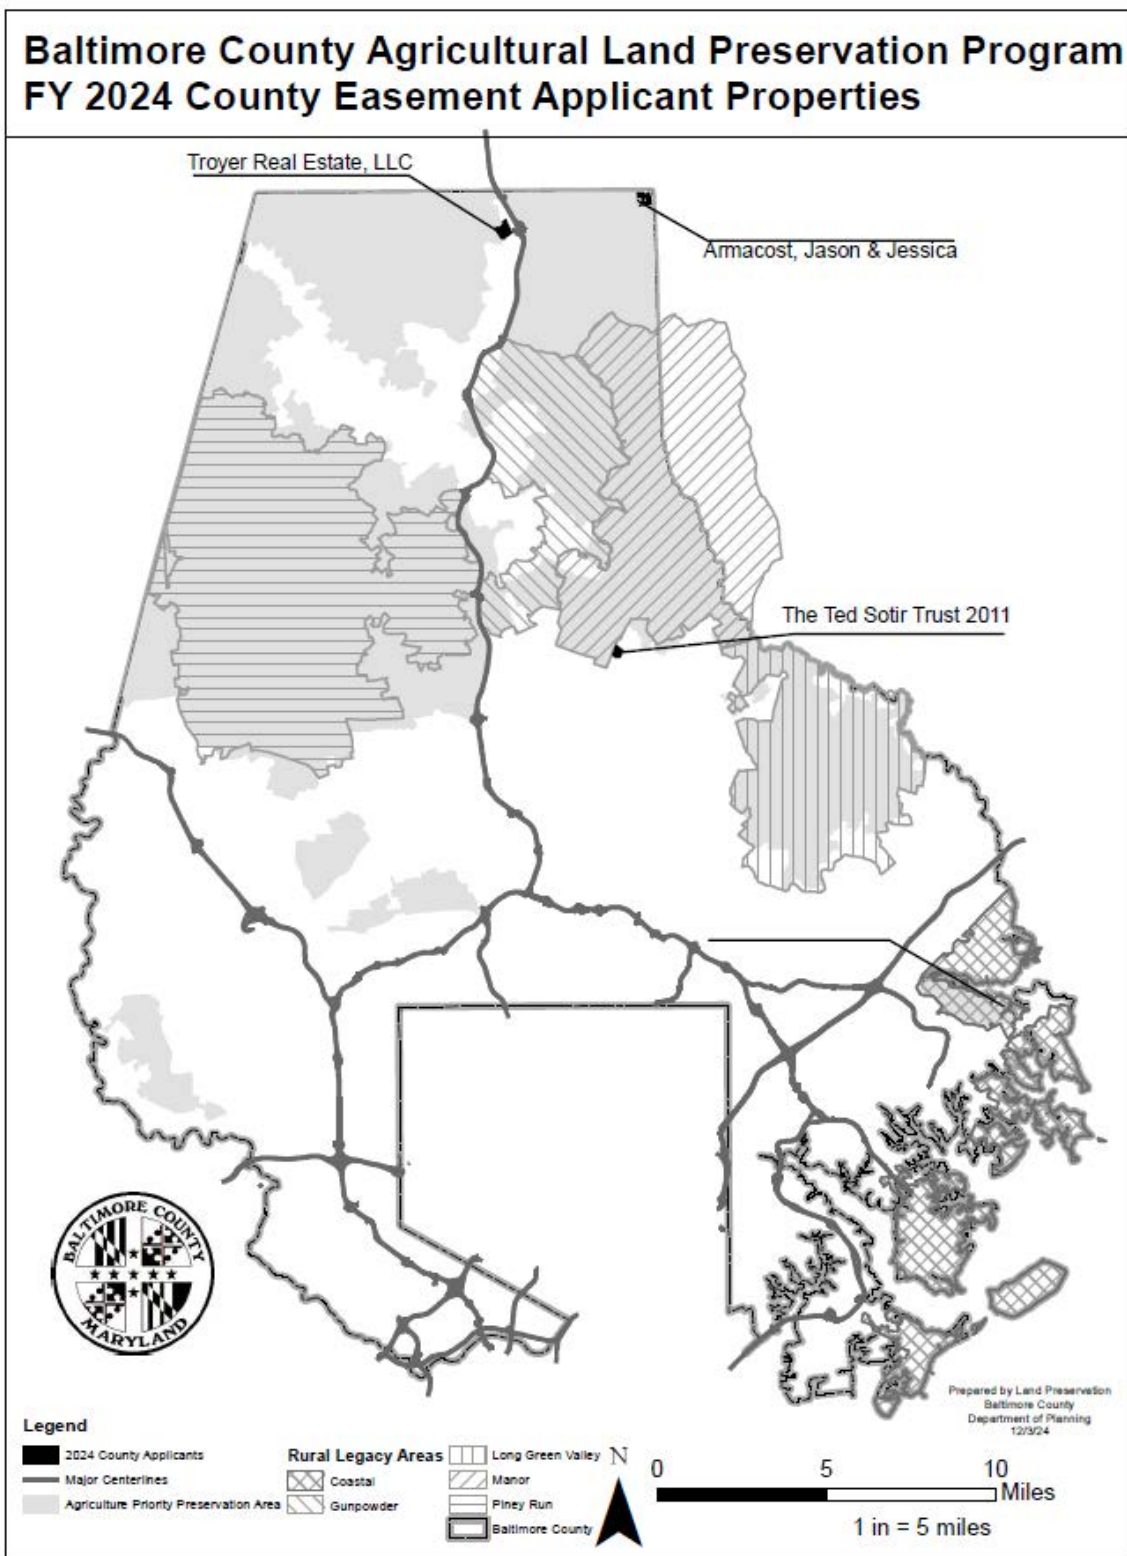 Baltimore County Agricultural Land Preservation Program
FY 2024 County Easement Applicant Properties
Troyer Real Estate, LLC
Armacost, Jason & Jessica
The Ted Sotir Trust 2011
BALTIMORE COUNTY
MARYLAND
Prepared by Land Preservation
Baltimore County
Department of Planning
12/3/24
Legend
2024 County Applicants
Major Centerlines
Agriculture Priority Preservation Area
Rural Legacy Areas
Coastal
Gunpowder
Long Green Valley
Manor
Piney Run
Baltimore County
N
0 5 10
Miles
1 in = 5 miles